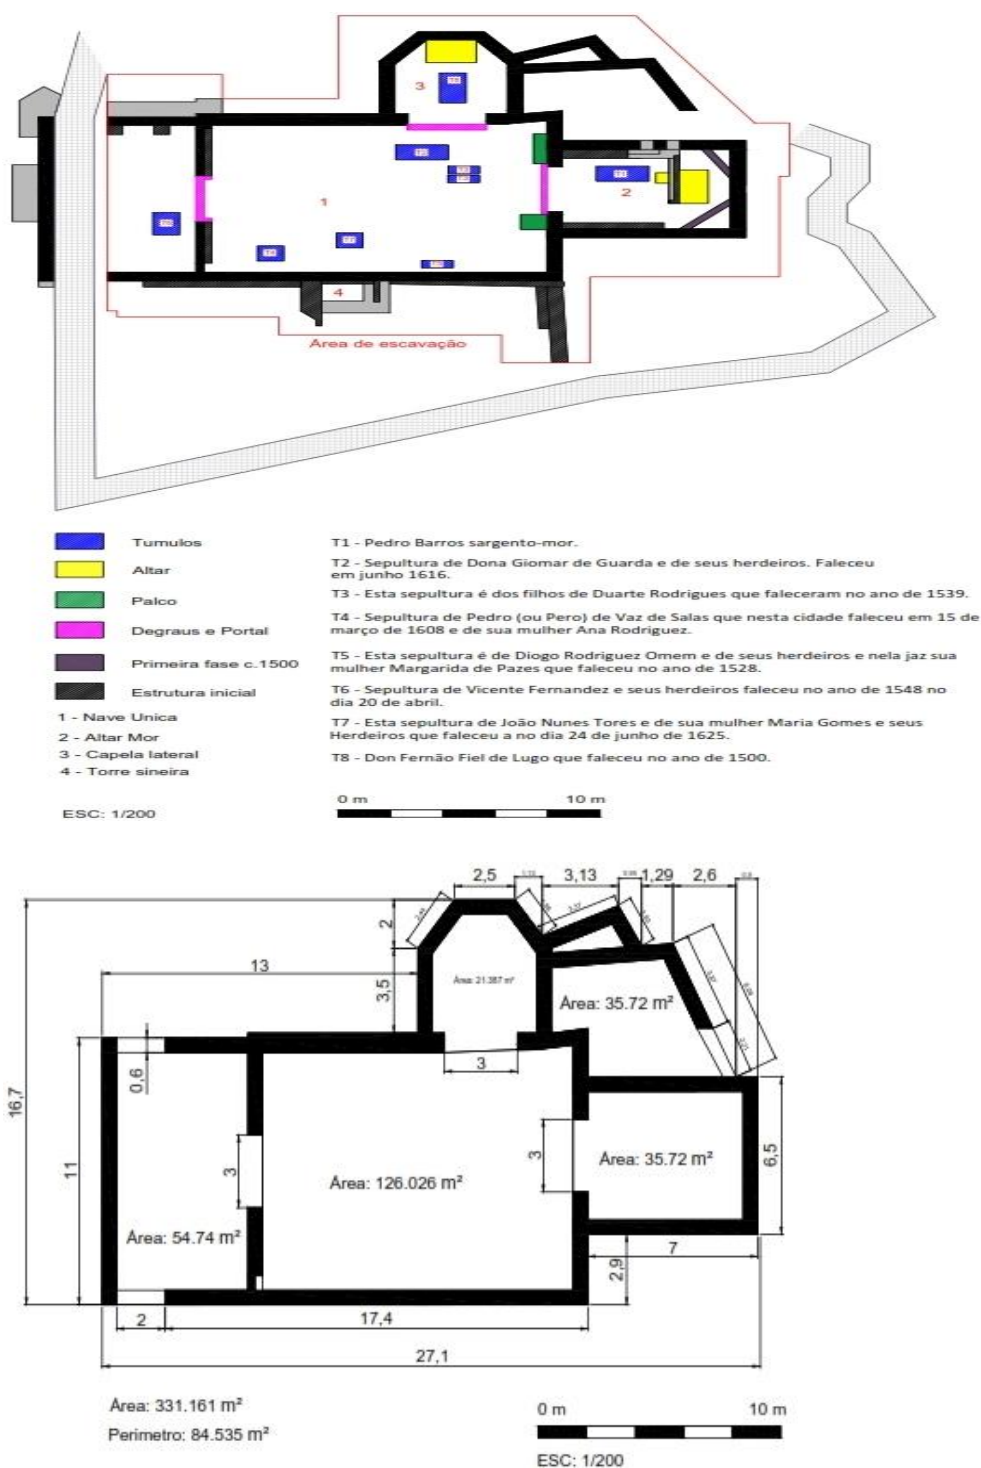 3
1
2
4
T1
Área de escavação
Tumulos
Altar
Palco
Degraus e Portal
Primeira fase c.1500
Estrutura inicial
1 - Nave Unica
2 - Altar Mor
3 - Capela lateral
4 - Torre sineira
ESC: 1/200
T1 - Pedro Barros sargento-mor.
T2 - Sepultura de Dona Giomar de Guarda e de seus herdeiros. Faleceu
em junho 1616.
T3 - Esta sepultura é dos filhos de Duarte Rodrigues que faleceram no ano de 1539.
T4 - Sepultura de Pedro (ou Pero) de Vaz de Salas que nesta cidade faleceu em 15 de
março de 1608 e de sua mulher Ana Rodriguez.
T5 - Esta sepultura é de Diogo Rodriguez Omem e de seus herdeiros e nela jaz sua
mulher Margarida de Pazes que faleceu no ano de 1528.
T6 - Sepultura de Vicente Fernandez e seus herdeiros faleceu no ano de 1548 no
dia 20 de abril.
T7 - Esta sepultura de João Nunes Tores e de sua mulher Maria Gomes e seus
Herdeiros que faleceu a no dia 24 de junho de 1625.
T8 - Don Fernão Fiel de Lugo que faleceu no ano de 1500.
0 m 10 m
2,5 3,13 1,29 2,6
2
13
3,5
Área: 21.387 m²
Área: 35.72 m²
0,6
3
16,7
11
3
Área: 126.026 m²
3
Área: 35.72 m²
6,5
Área: 54.74 m²
7
2,9
2
17,4
27,1
Área: 331.161 m²
Perimetro: 84.535 m²
0 m 10 m
ESC: 1/200